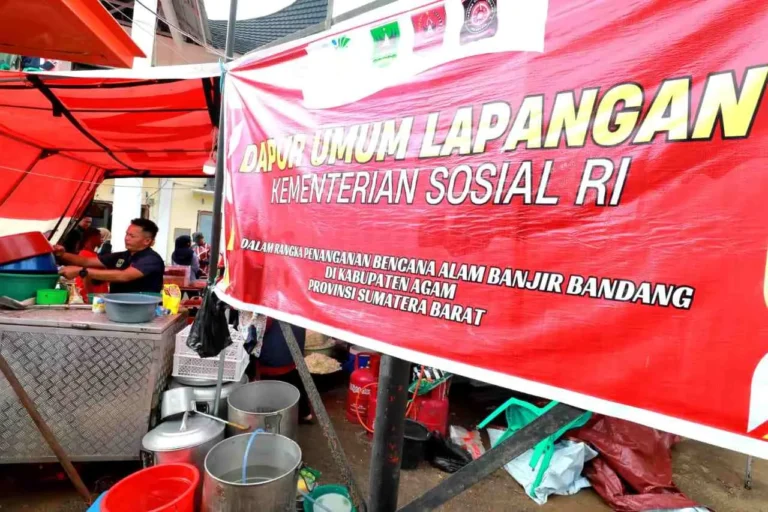 DAPUR UMUM LAPANGAN
KEMENTERIAN SOSIAL RI
DALAM RANGKA PENANGANAN BENCANA ALAM BANJIR BANDANG
DI KABUPATEN AGAM
PROVINSI SUMATERA BARAT